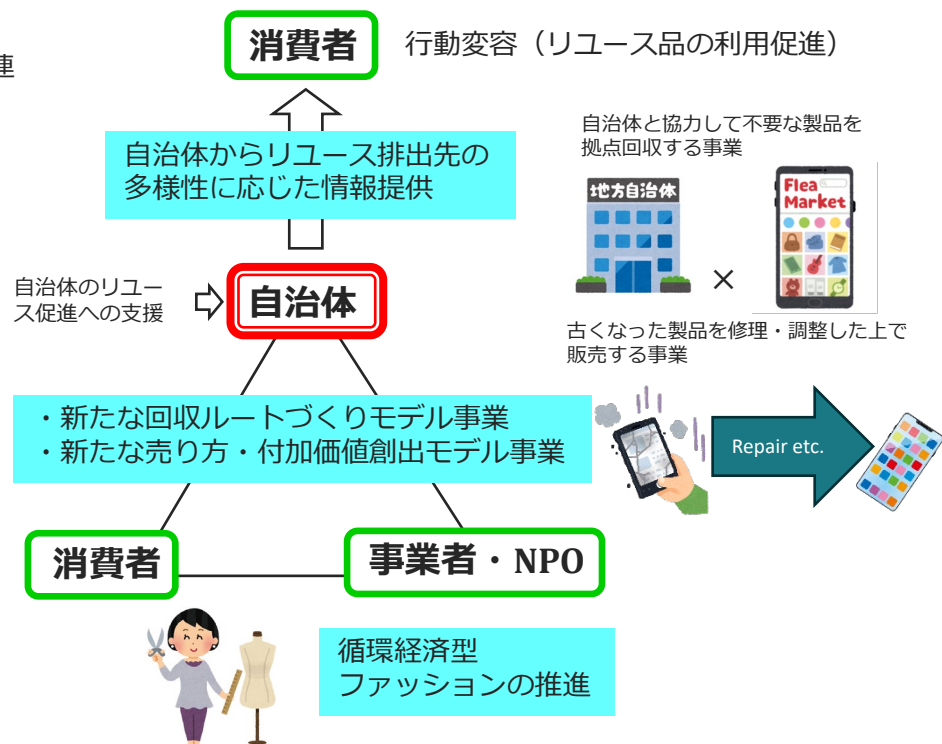 消費者
行動変容（リユース品の利用促進）
連
自治体からリユース排出先の
多様性に応じた情報提供
自治体と協力して不要な製品を
拠点回収する事業
地方自治体
Flea
Market
×
自治体のリユー
ス促進への支援
自治体
古くなった製品を修理・調整した上で
販売する事業
・新たな回収ルートづくりモデル事業
・新たな売り方・付加価値創出モデル事業
Repair etc.
消費者
事業者・NPO
循環経済型
ファッションの推進